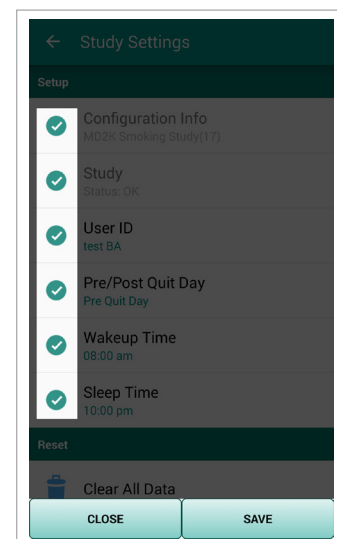 Study Settings
Setup
Configuration Info
MD2K Smoking Study(17)
Study
Status: OK
User ID
test BA
Pre/Post Quit Day
Pre Quit Day
Wakeup Time
08:00 am
Sleep Time
10:00 pm
Reset
Clear All Data
CLOSE SAVE